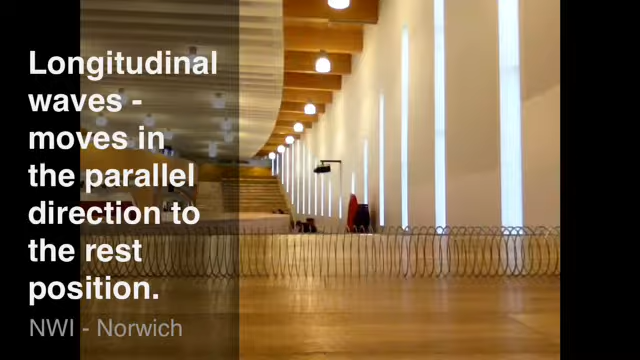 Longitudinal
waves -
moves in
the parallel
direction to
the rest
position.
NWI - Norwich